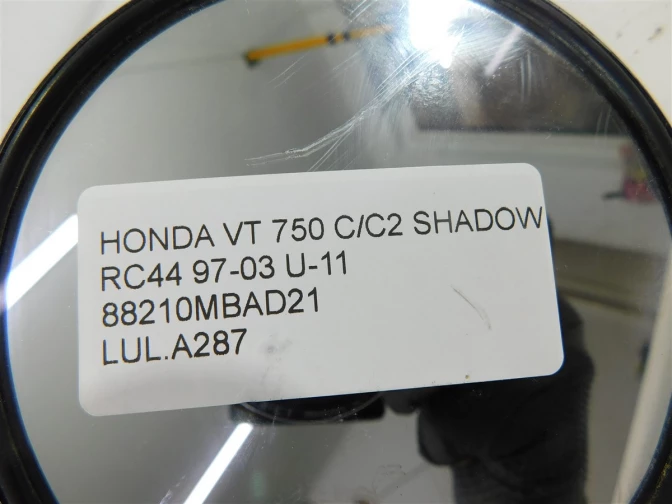 HONDA VT 750 C/C2 SHADOW
RC44 97-03 U-11
88210MBAD21
LUL.A287